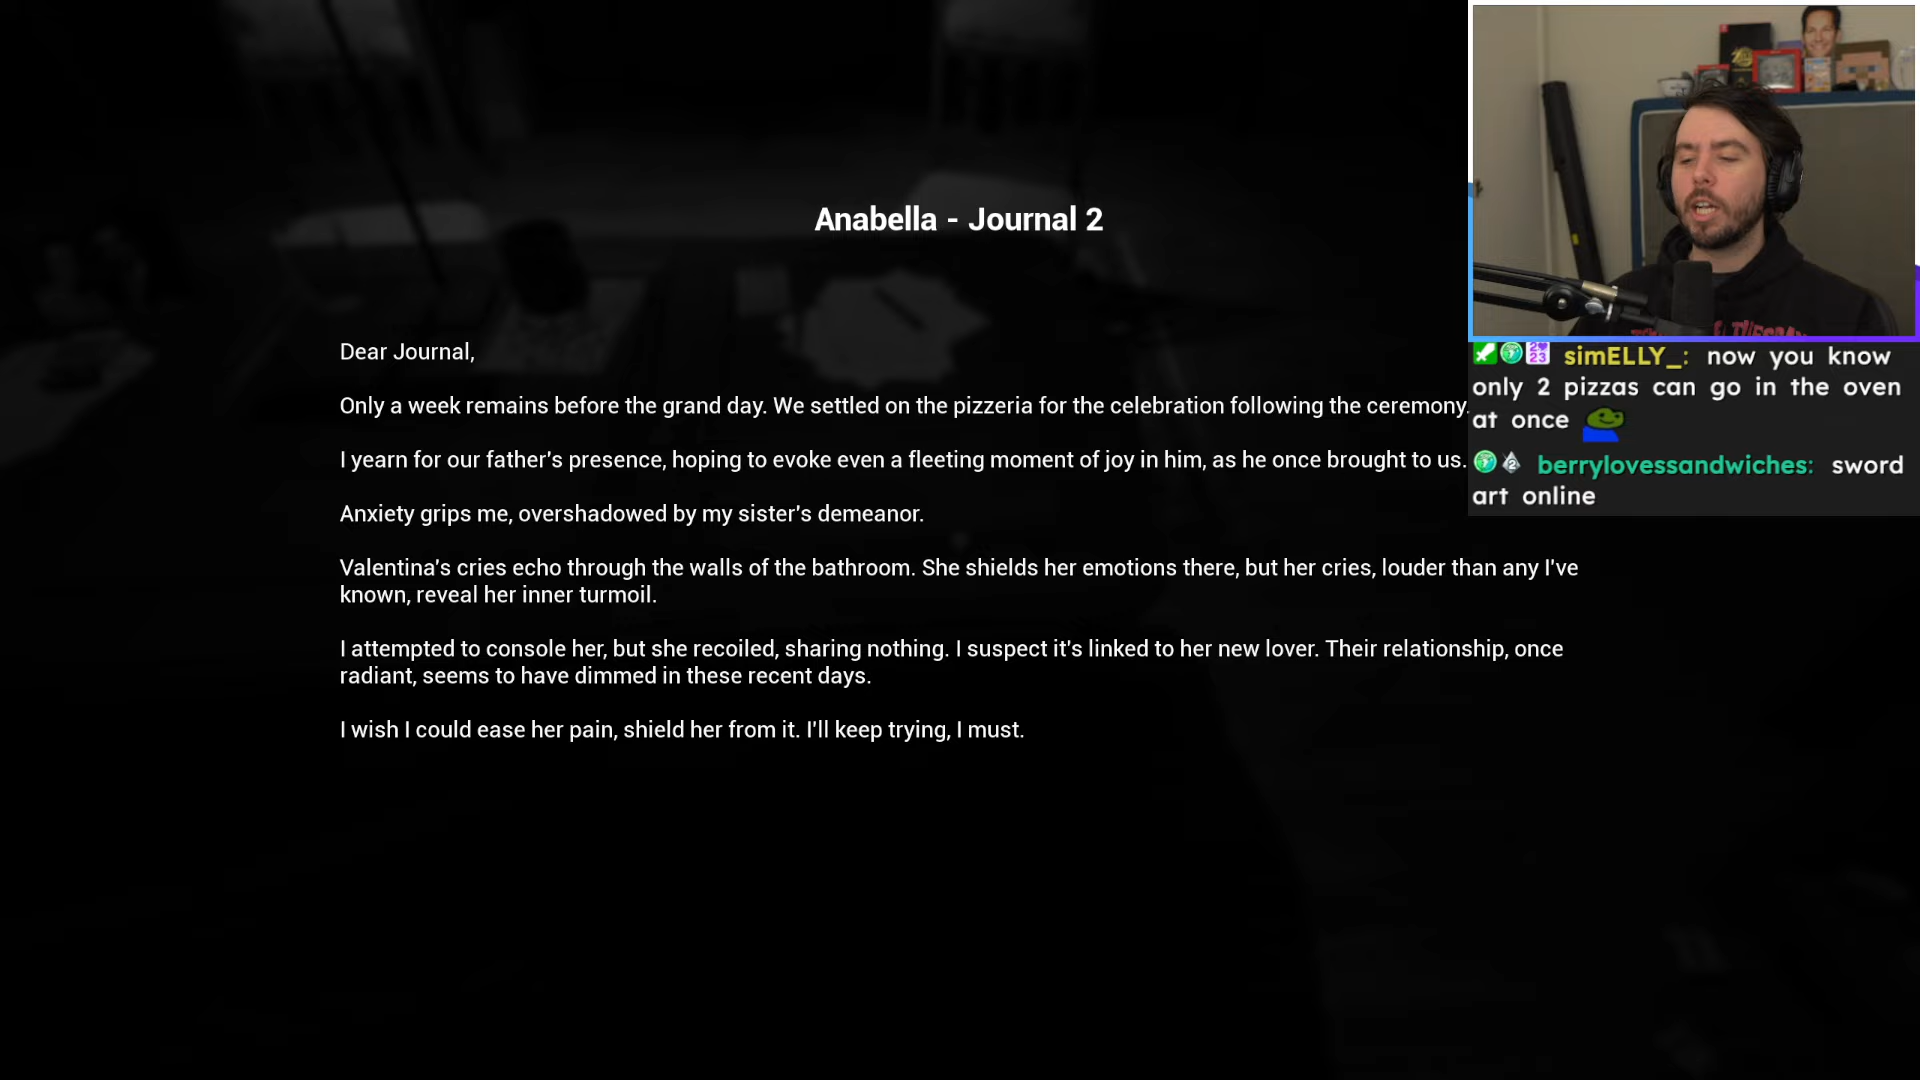 Anabella - Journal 2
Dear Journal,
Only a week remains before the grand day. We settled on the pizzeria for the celebration following the ceremony.
I yearn for our father's presence, hoping to evoke even a fleeting moment of joy in him, as he once brought to us.
Anxiety grips me, overshadowed by my sister's demeanor.
Valentina's cries echo through the walls of the bathroom. She shields her emotions there, but her cries, louder than any I've
known, reveal her inner turmoil.
I attempted to console her, but she recoiled, sharing nothing. I suspect it's linked to her new lover. Their relationship, once
radiant, seems to have dimmed in these recent days.
I wish I could ease her pain, shield her from it. I'll keep trying, I must.
simELLY_: now you know
only 2 pizzas can go in the oven
at once
berrylovessandwiches: sword
art online